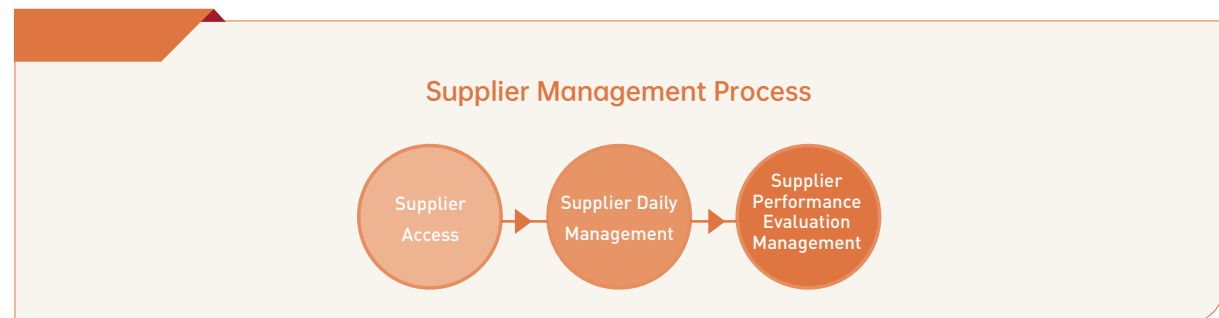 Supplier Management Process
Supplier
Access
Supplier Daily
Management
Supplier
Performance
Evaluation
Management